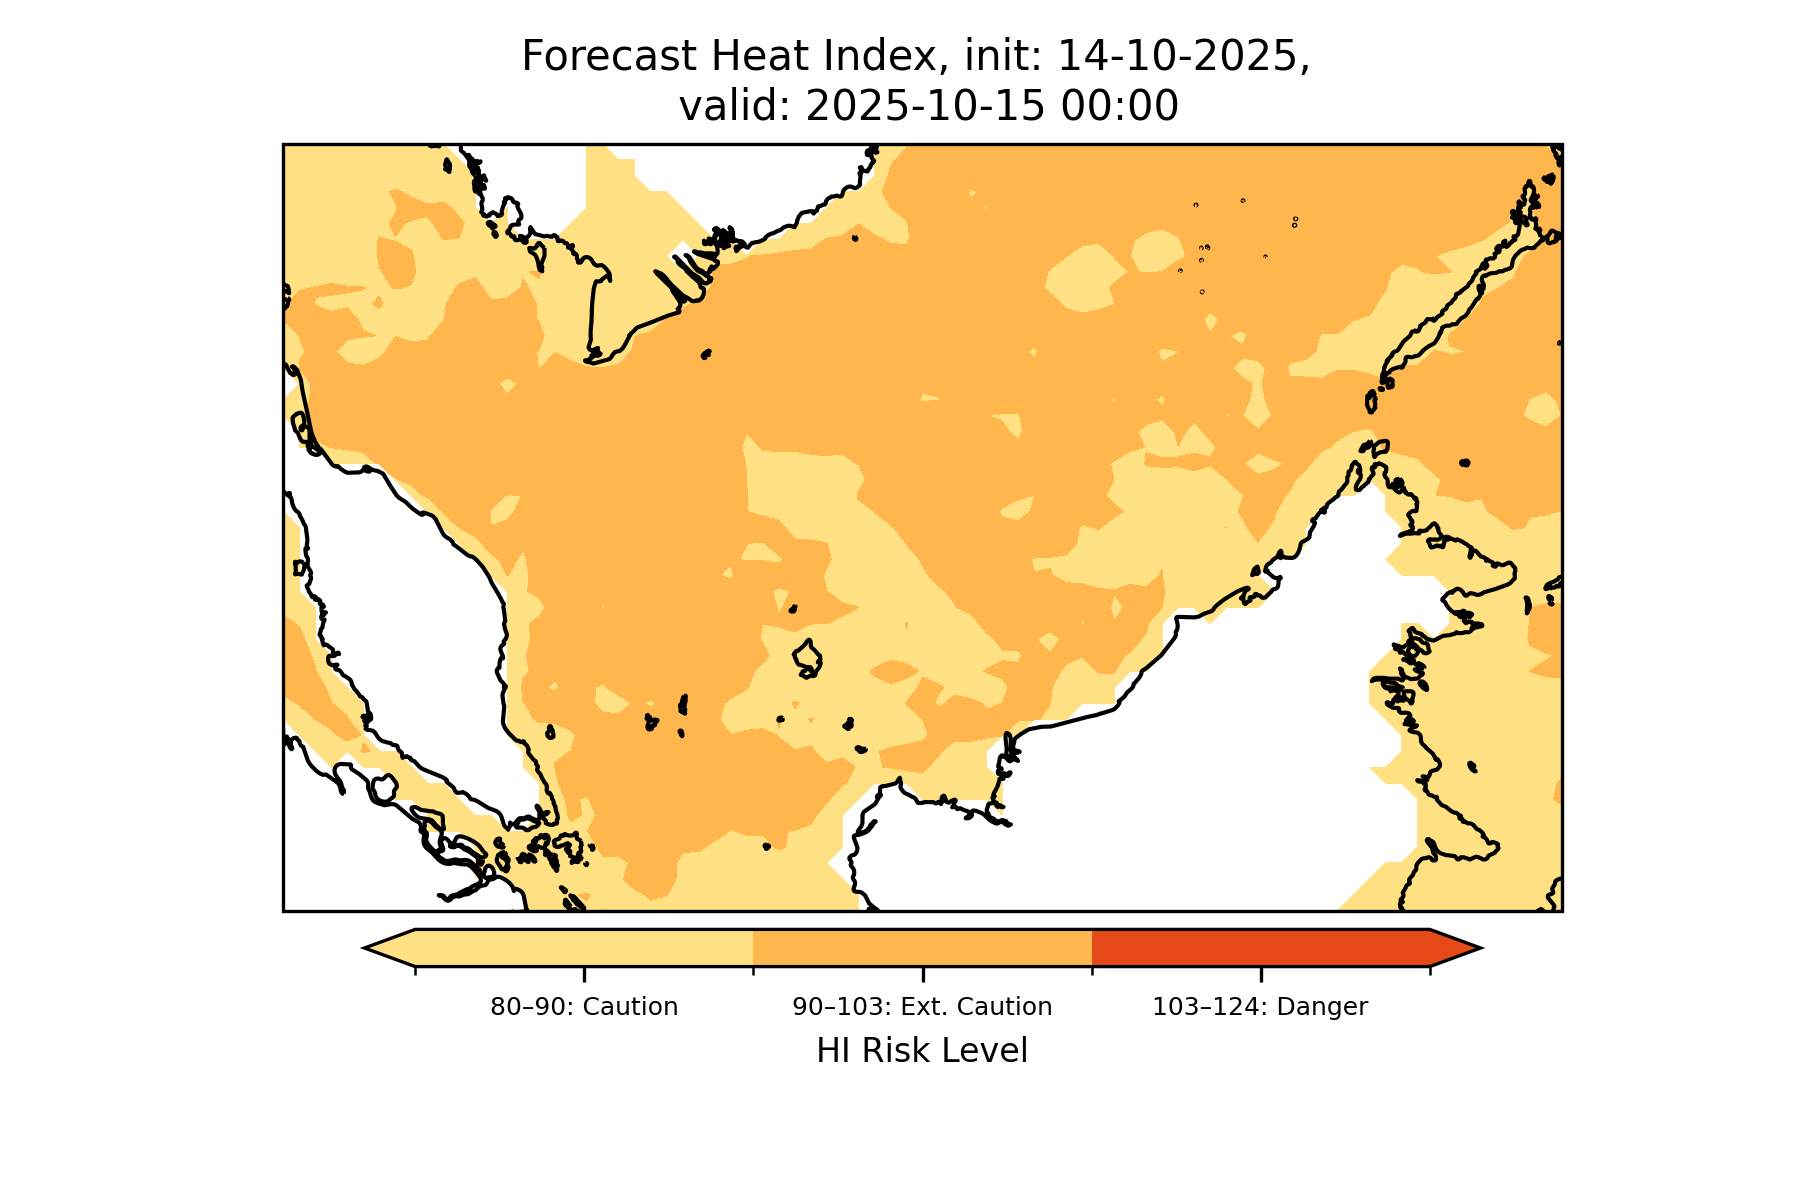 Forecast Heat Index, init: 14-10-2025,
valid: 2025-10-15 00:00
80–90: Caution
90–103: Ext. Caution
103–124: Danger
HI Risk Level